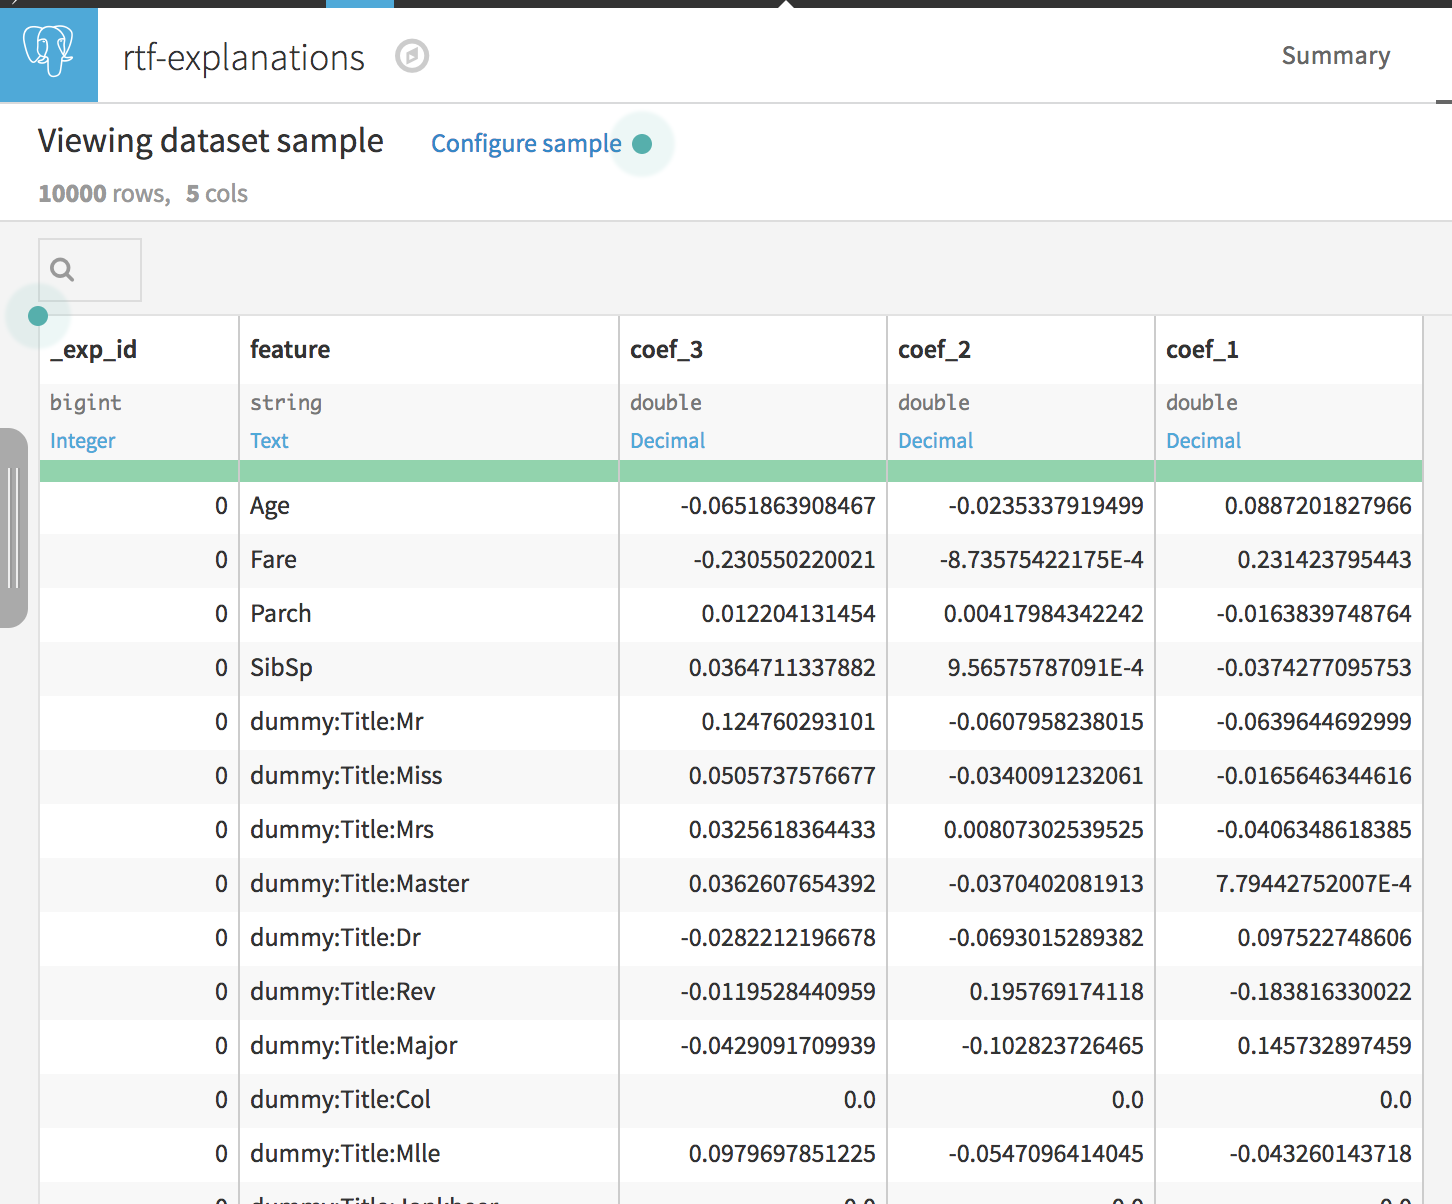 rtf-explanations
Summary
Viewing dataset sample Configure sample
10000 rows, 5 cols
_exp_id feature coef_3 coef_2 coef_1
bigint string double double double
Integer Text Decimal Decimal Decimal
0 Age -0.0651863908467 -0.0235337919499 0.0887201827966
0 Fare -0.230550220021 -8.73575422175E-4 0.231423795443
0 Parch 0.012204131454 0.00417984342242 -0.0163839748764
0 SibSp 0.0364711337882 9.56575787091E-4 -0.0374277095753
0 dummy:Title:Mr 0.124760293101 -0.0607958238015 -0.0639644692999
0 dummy:Title:Miss 0.0505737576677 -0.0340091232061 -0.0165646344616
0 dummy:Title:Mrs 0.0325618364433 0.00807302539525 -0.0406348618385
0 dummy:Title:Master 0.0362607654392 -0.0370402081913 7.79442752007E-4
0 dummy:Title:Dr -0.0282212196678 -0.0693015289382 0.097522748606
0 dummy:Title:Rev -0.0119528440959 0.195769174118 -0.183816330022
0 dummy:Title:Major -0.0429091709939 -0.102823726465 0.145732897459
0 dummy:Title:Col 0.0 0.0 0.0
0 dummy:Title:Mlle 0.0979697851225 -0.0547096414045 -0.043260143718